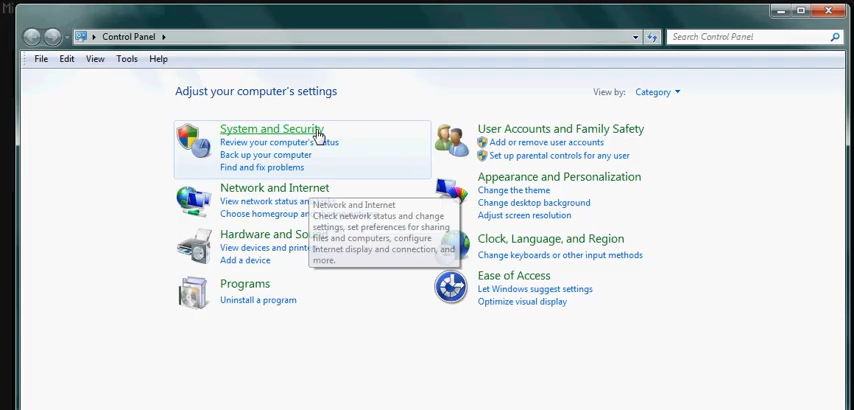 Mi
Control Panel
Search Control Panel
File Edit View Tools Help
Adjust your computer's settings
View by: Category
System and Security
Review your computer's status
Back up your computer
Find and fix problems
Network and Internet
View network status
Choose homegroup
Hardware and
View devices and
Add a device
Programs
Uninstall a program
Network and Internet
Check network status and change
settings, set preferences for sharing
files and computers, configure
Internet display and connection, and
more.
User Accounts and Family Safety
Add or remove user accounts
Set up parental controls for any user
Appearance and Personalization
Change the theme
Change desktop background
Adjust screen resolution
Clock, Language, and Region
Change keyboards or other input methods
Ease of Access
Let Windows suggest settings
Optimize visual display